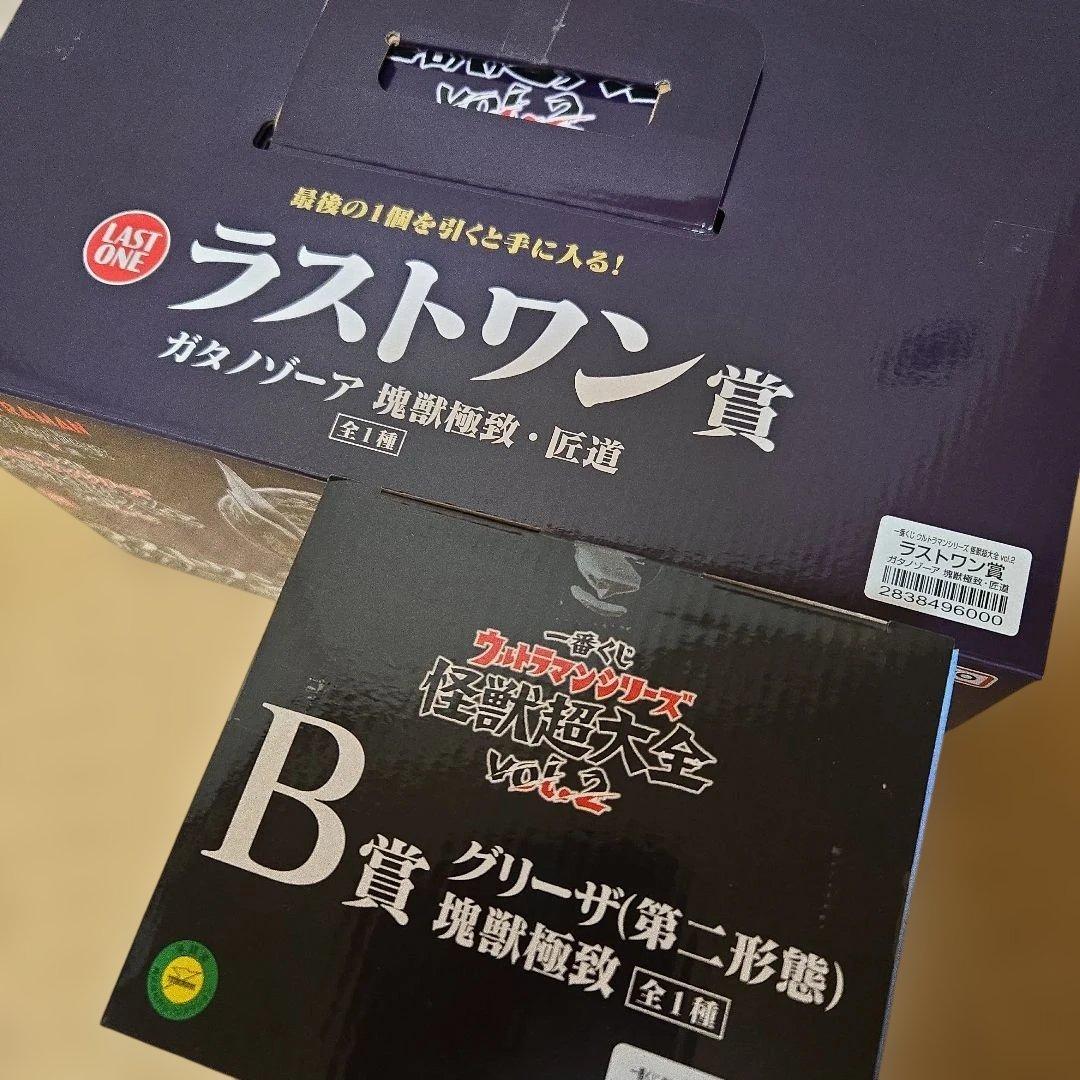 最後の1個を引くと手に入る!
LAST
ONE
ラストワン賞
ガタノゾーア 塊獣極致・匠道
全1種
一番くじ ウルトラマンシリーズ 怪獣超大全 vol.2
ラストワン賞
ガタノゾーア 塊獣極致・匠道
2838496000
一番くじ
ウルトラマンシリーズ
怪獣超大全
B賞
グリーザ(第二形態)
塊獣極致
全1種